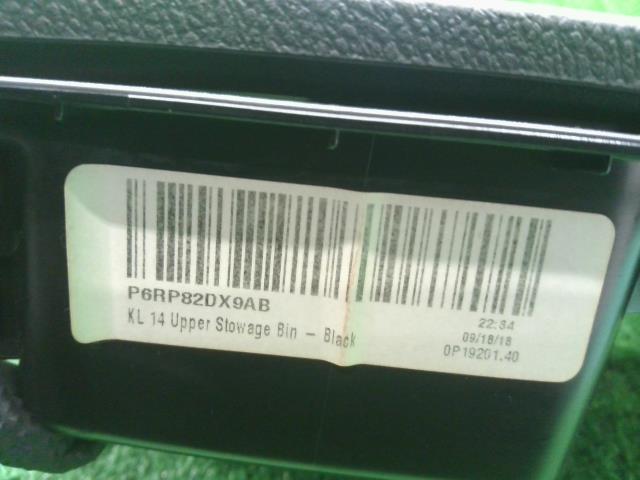 P6RP82DX9AB
KL 14 Upper Stowage Bin - Black
22:34
09/18/18
0P19201.40